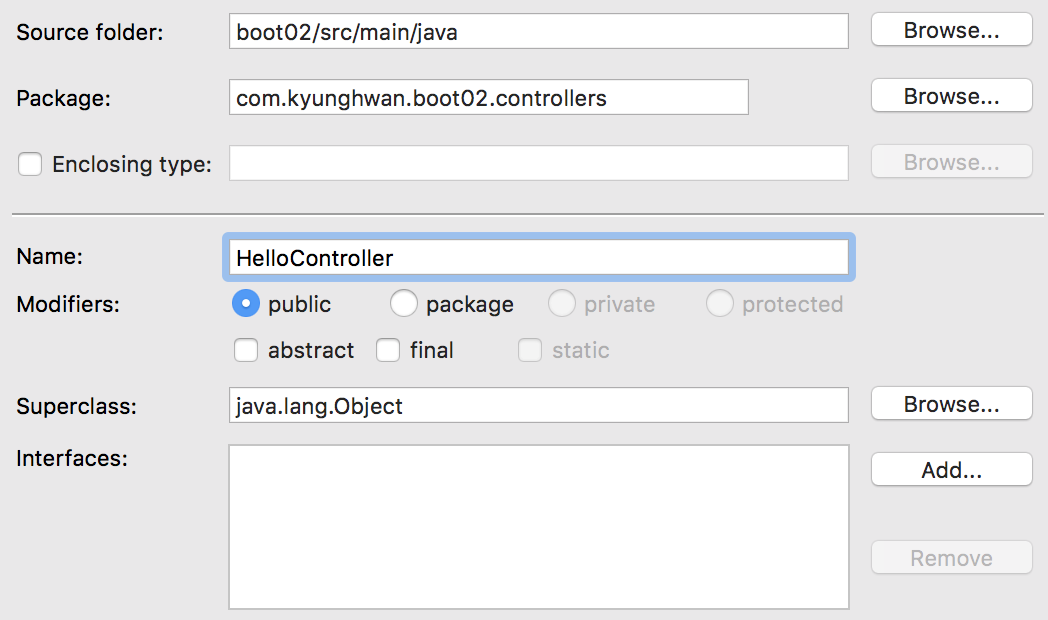 Source folder: boot02/src/main/java Browse...
Package: com.kyunghwan.boot02.controllers Browse...
Enclosing type: Browse...
Name: HelloController
Modifiers: public package private protected
abstract final static
Superclass: java.lang.Object Browse...
Interfaces: Add...
Remove